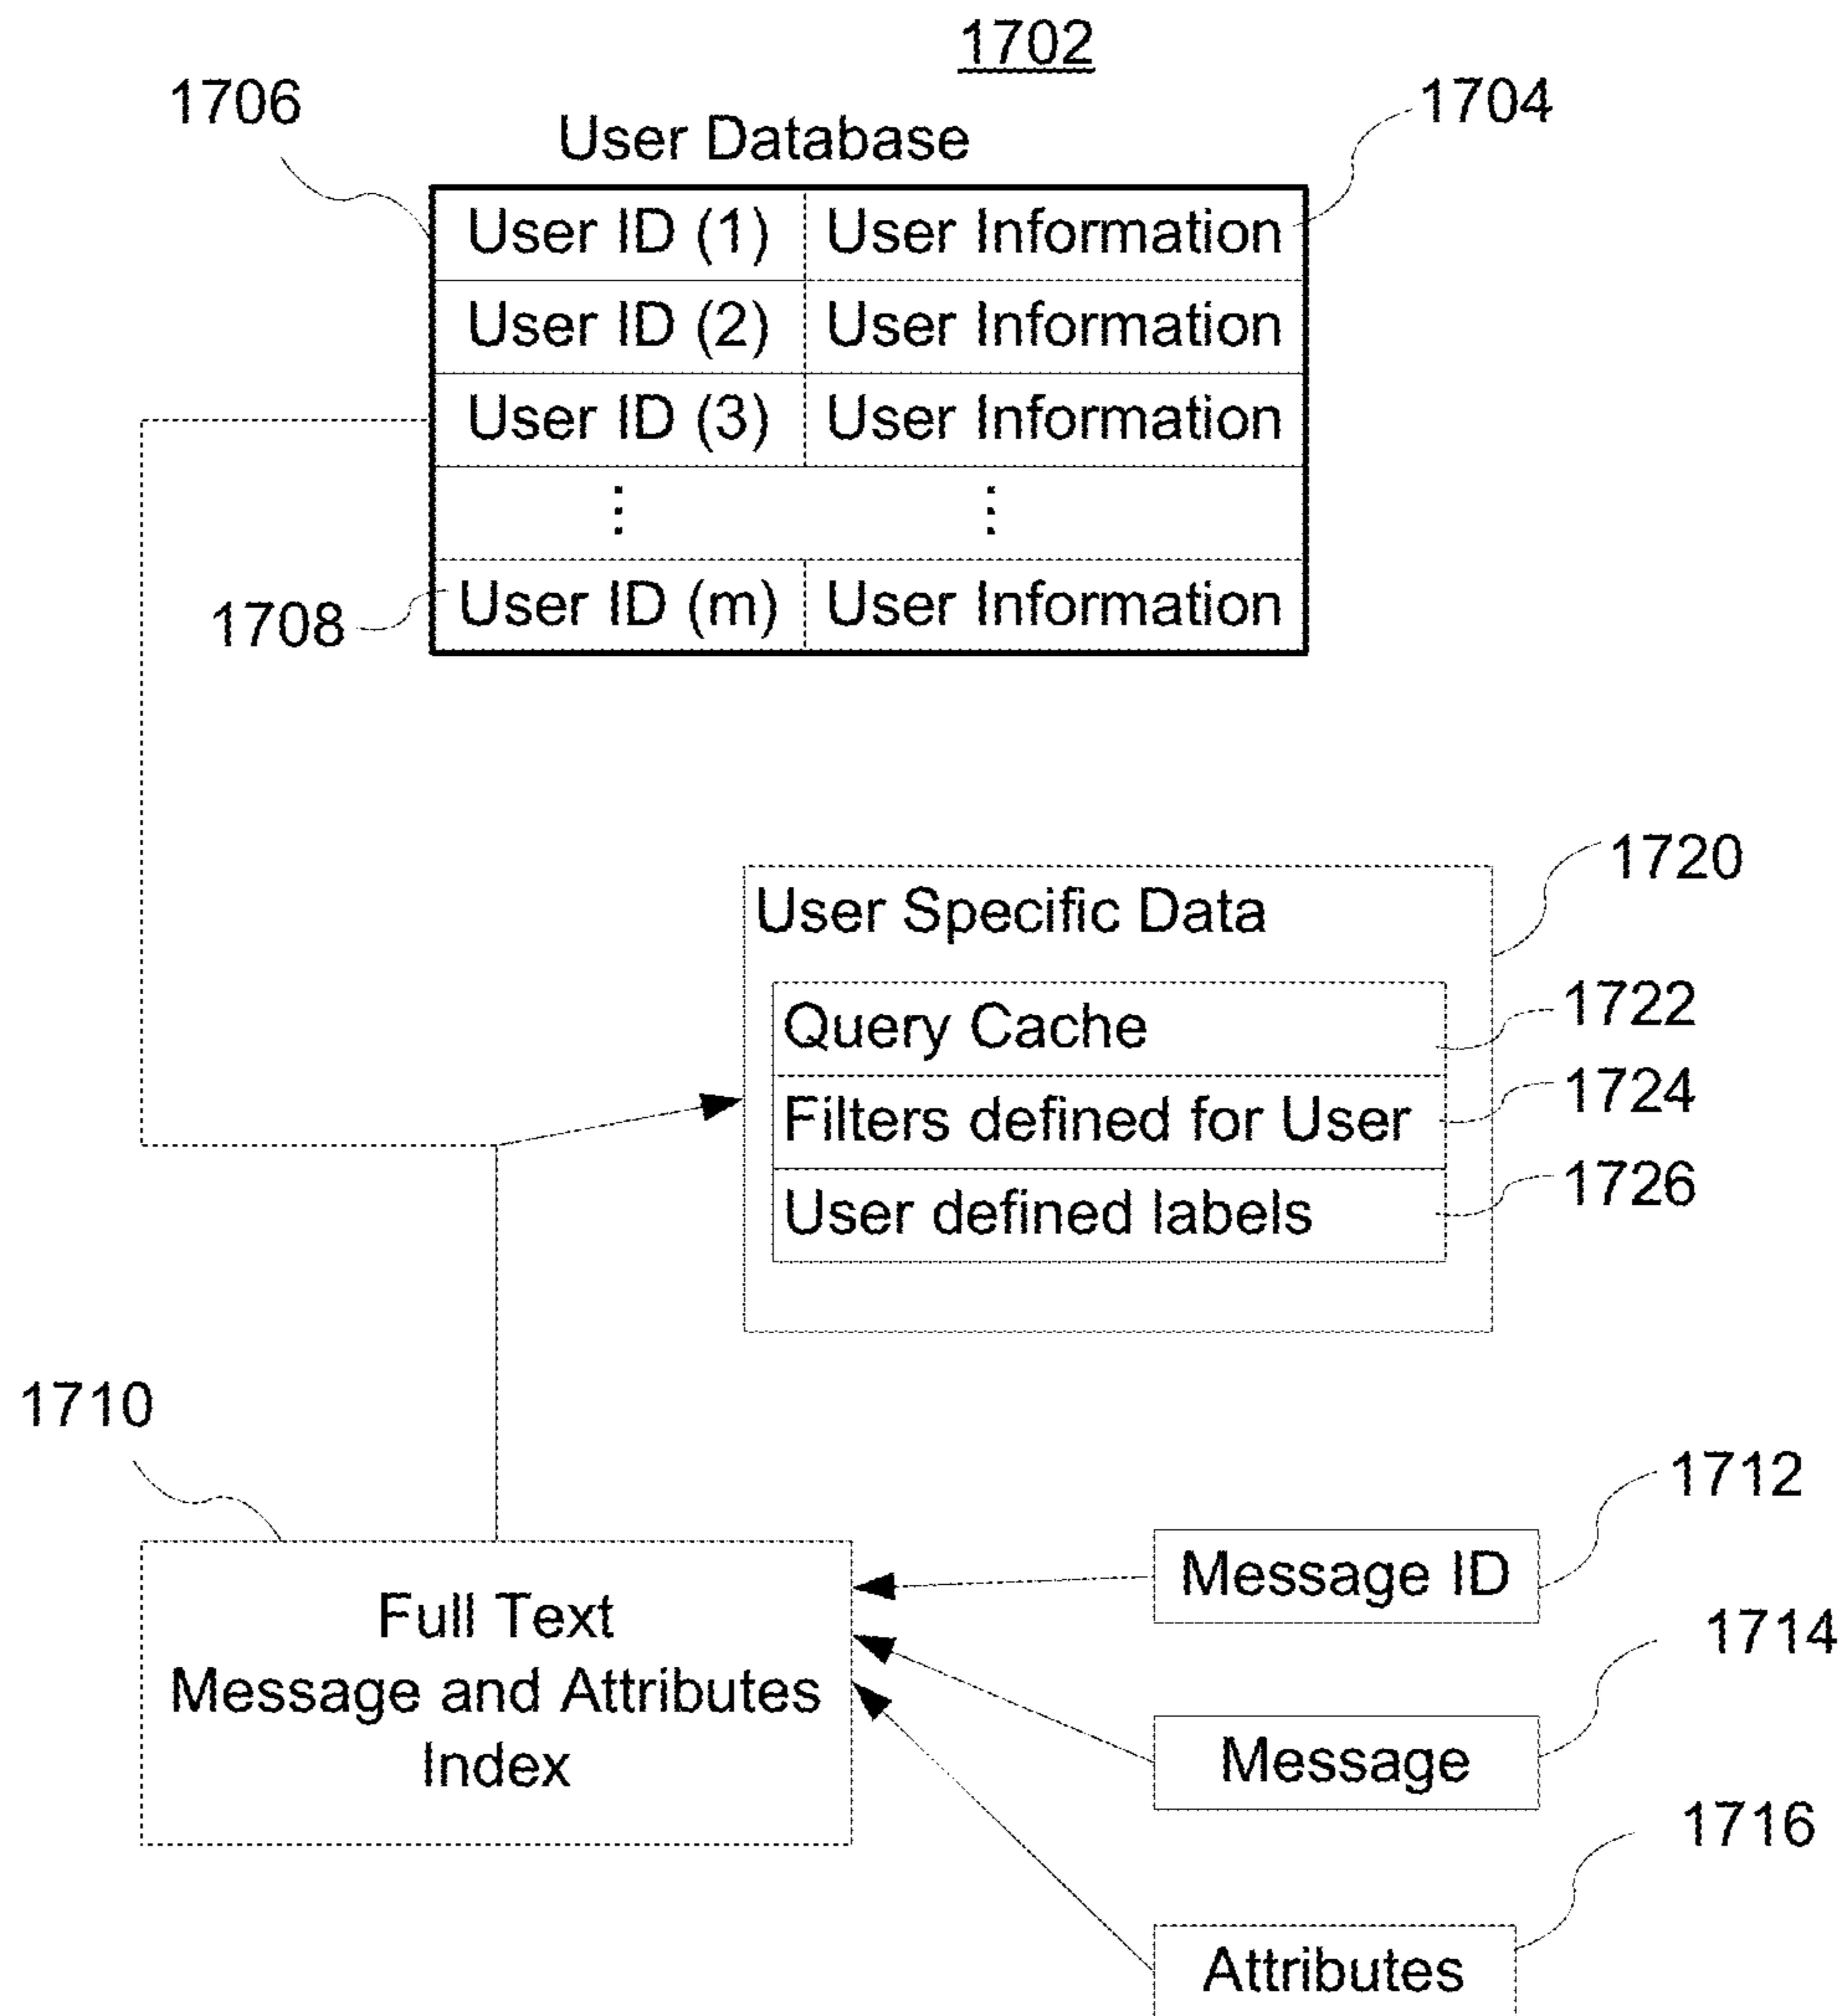 1702
1706
1704
User Database
User ID (1) User Information
User ID (2) User Information
User ID (3) User Information
⋮ ⋮
1708
User ID (m) User Information
1720
User Specific Data
Query Cache
1722
Filters defined for User
1724
User defined labels
1726
1710
Full Text
Message and Attributes
Index
1712
Message ID
1714
Message
1716
Attributes